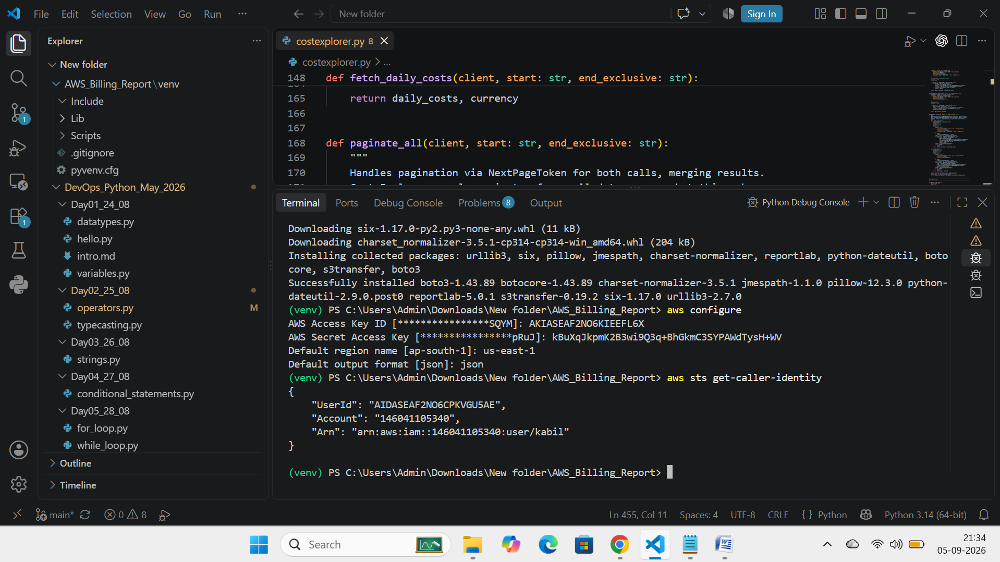 File Edit Selection View Go Run ... New folder Sign In
Explorer
New folder
AWS_Billing_Report\venv
Include
Lib
Scripts
.gitignore
pyvenv.cfg
DevOps_Python_May_2026
Day01_24_08
datatypes.py
hello.py
intro.md
variables.py
Day02_25_08
operators.py M
typecasting.py
Day03_26_08
strings.py
Day04_27_08
conditional_statements.py
Day05_28_08
for_loop.py
while_loop.py
Outline
Timeline
1
1
costexplorer.py 8
costexplorer.py > ...
148 def fetch_daily_costs(client, start: str, end_exclusive: str):
165 return daily_costs, currency
166
167
168 def paginate_all(client, start: str, end_exclusive: str):
169 """
170 Handles pagination via NextPageToken for both calls, merging results.
Terminal Ports Debug Console Problems 8 Output Python Debug Console
Downloading six-1.17.0-py2.py3-none-any.whl (11 kB)
Downloading charset_normalizer-3.5.1-cp314-cp314-win_amd64.whl (204 kB)
Installing collected packages: urllib3, six, pillow, jmespath, charset-normalizer, reportlab, python-dateutil, boto
core, s3transfer, boto3
Successfully installed boto3-1.43.89 botocore-1.43.89 charset-normalizer-3.5.1 jmespath-1.1.0 pillow-12.3.0 python-
dateutil-2.9.0.post0 reportlab-5.0.1 s3transfer-0.19.2 six-1.17.0 urllib3-2.7.0
(venv) PS C:\Users\Admin\Downloads\New folder\AWS_Billing_Report> aws configure
AWS Access Key ID [****************SQYM]: AKIASEAF2NO6KIEEFL6X
AWS Secret Access Key [****************pRuJ]: 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
Default region name [ap-south-1]: us-east-1
Default output format [json]: json
(venv) PS C:\Users\Admin\Downloads\New folder\AWS_Billing_Report> aws sts get-caller-identity
{
"UserId": "AIDASEAF2NO6CPKVGU5AE",
"Account": "146041105340",
"Arn": "arn:aws:iam::146041105340:user/kabil"
}
(venv) PS C:\Users\Admin\Downloads\New folder\AWS_Billing_Report>
main* 0 8 Ln 455, Col 11 Spaces: 4 UTF-8 CRLF { } Python Python 3.14 (64-bit)
Search
21:34
05-09-2026